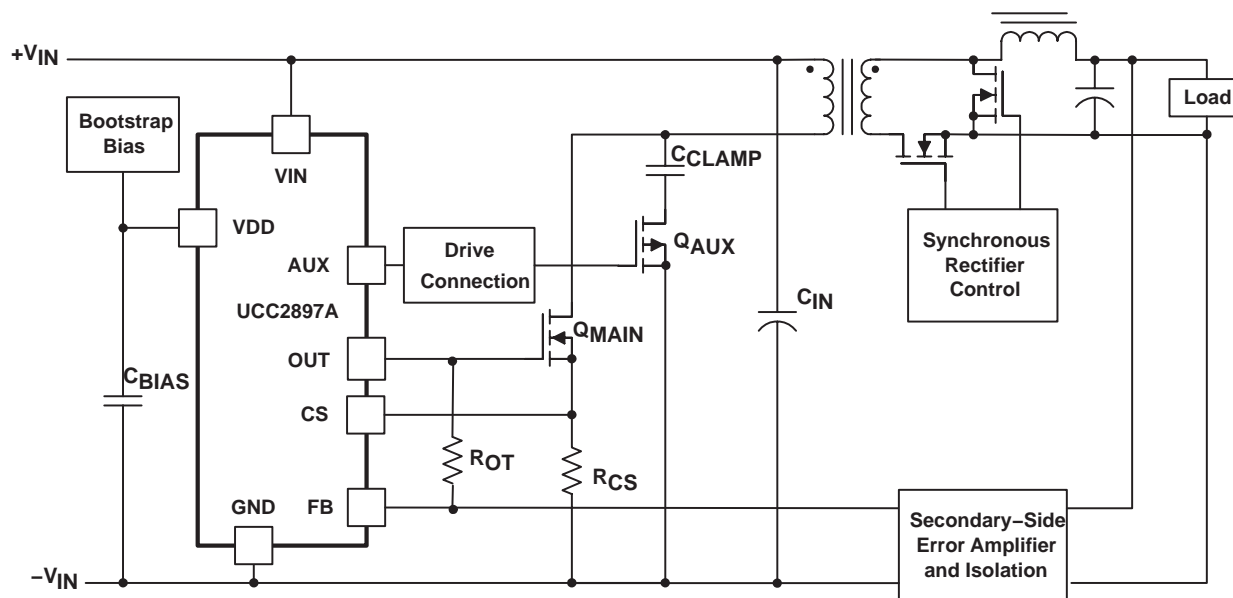 +VIN
Bootstrap
Bias
VIN
VDD
AUX
UCC2897A
OUT
CS
FB
GND
CBIAS
Drive
Connection
CCLAMP
QAUX
QMAIN
ROT
RCS
CIN
Synchronous
Rectifier
Control
Load
Secondary–Side
Error Amplifier
and Isolation
–VIN